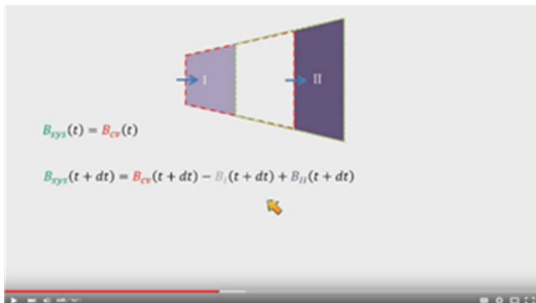 I
II
B_sys(t) = B_cv(t)
B_sys(t + dt) = B_cv(t + dt) − B_I(t + dt) + B_II(t + dt)